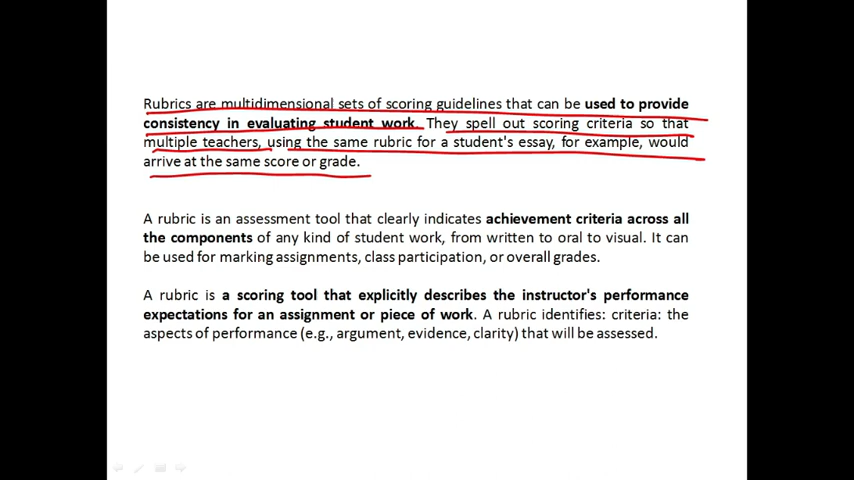 Rubrics are multidimensional sets of scoring guidelines that can be used to provide
consistency in evaluating student work. They spell out scoring criteria so that
multiple teachers, using the same rubric for a student's essay, for example, would
arrive at the same score or grade.
A rubric is an assessment tool that clearly indicates achievement criteria across all
the components of any kind of student work, from written to oral to visual. It can
be used for marking assignments, class participation, or overall grades.
A rubric is a scoring tool that explicitly describes the instructor's performance
expectations for an assignment or piece of work. A rubric identifies: criteria: the
aspects of performance (e.g., argument, evidence, clarity) that will be assessed.